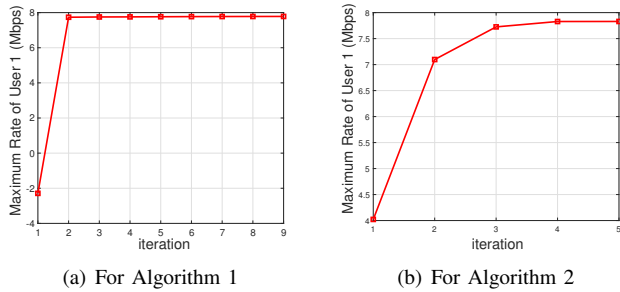 Maximum Rate of User 1 (Mbps)
8
6
4
2
0
-2
-4
1 2 3 4 5 6 7 8 9
iteration
(a) For Algorithm 1
Maximum Rate of User 1 (Mbps)
8
7.5
7
6.5
6
5.5
5
4.5
4
1 2 3 4 5
iteration
(b) For Algorithm 2